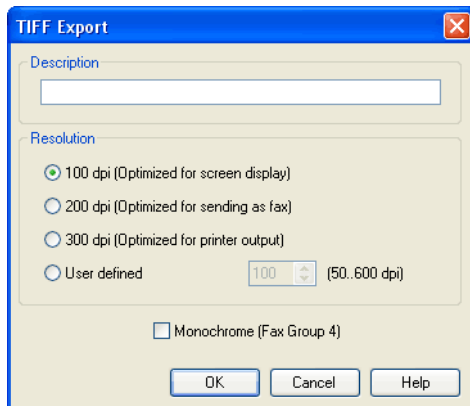 TIFF Export
Description
Resolution
100 dpi (Optimized for screen display)
200 dpi (Optimized for sending as fax)
300 dpi (Optimized for printer output)
User defined 100 (50..600 dpi)
Monochrome (Fax Group 4)
OK Cancel Help